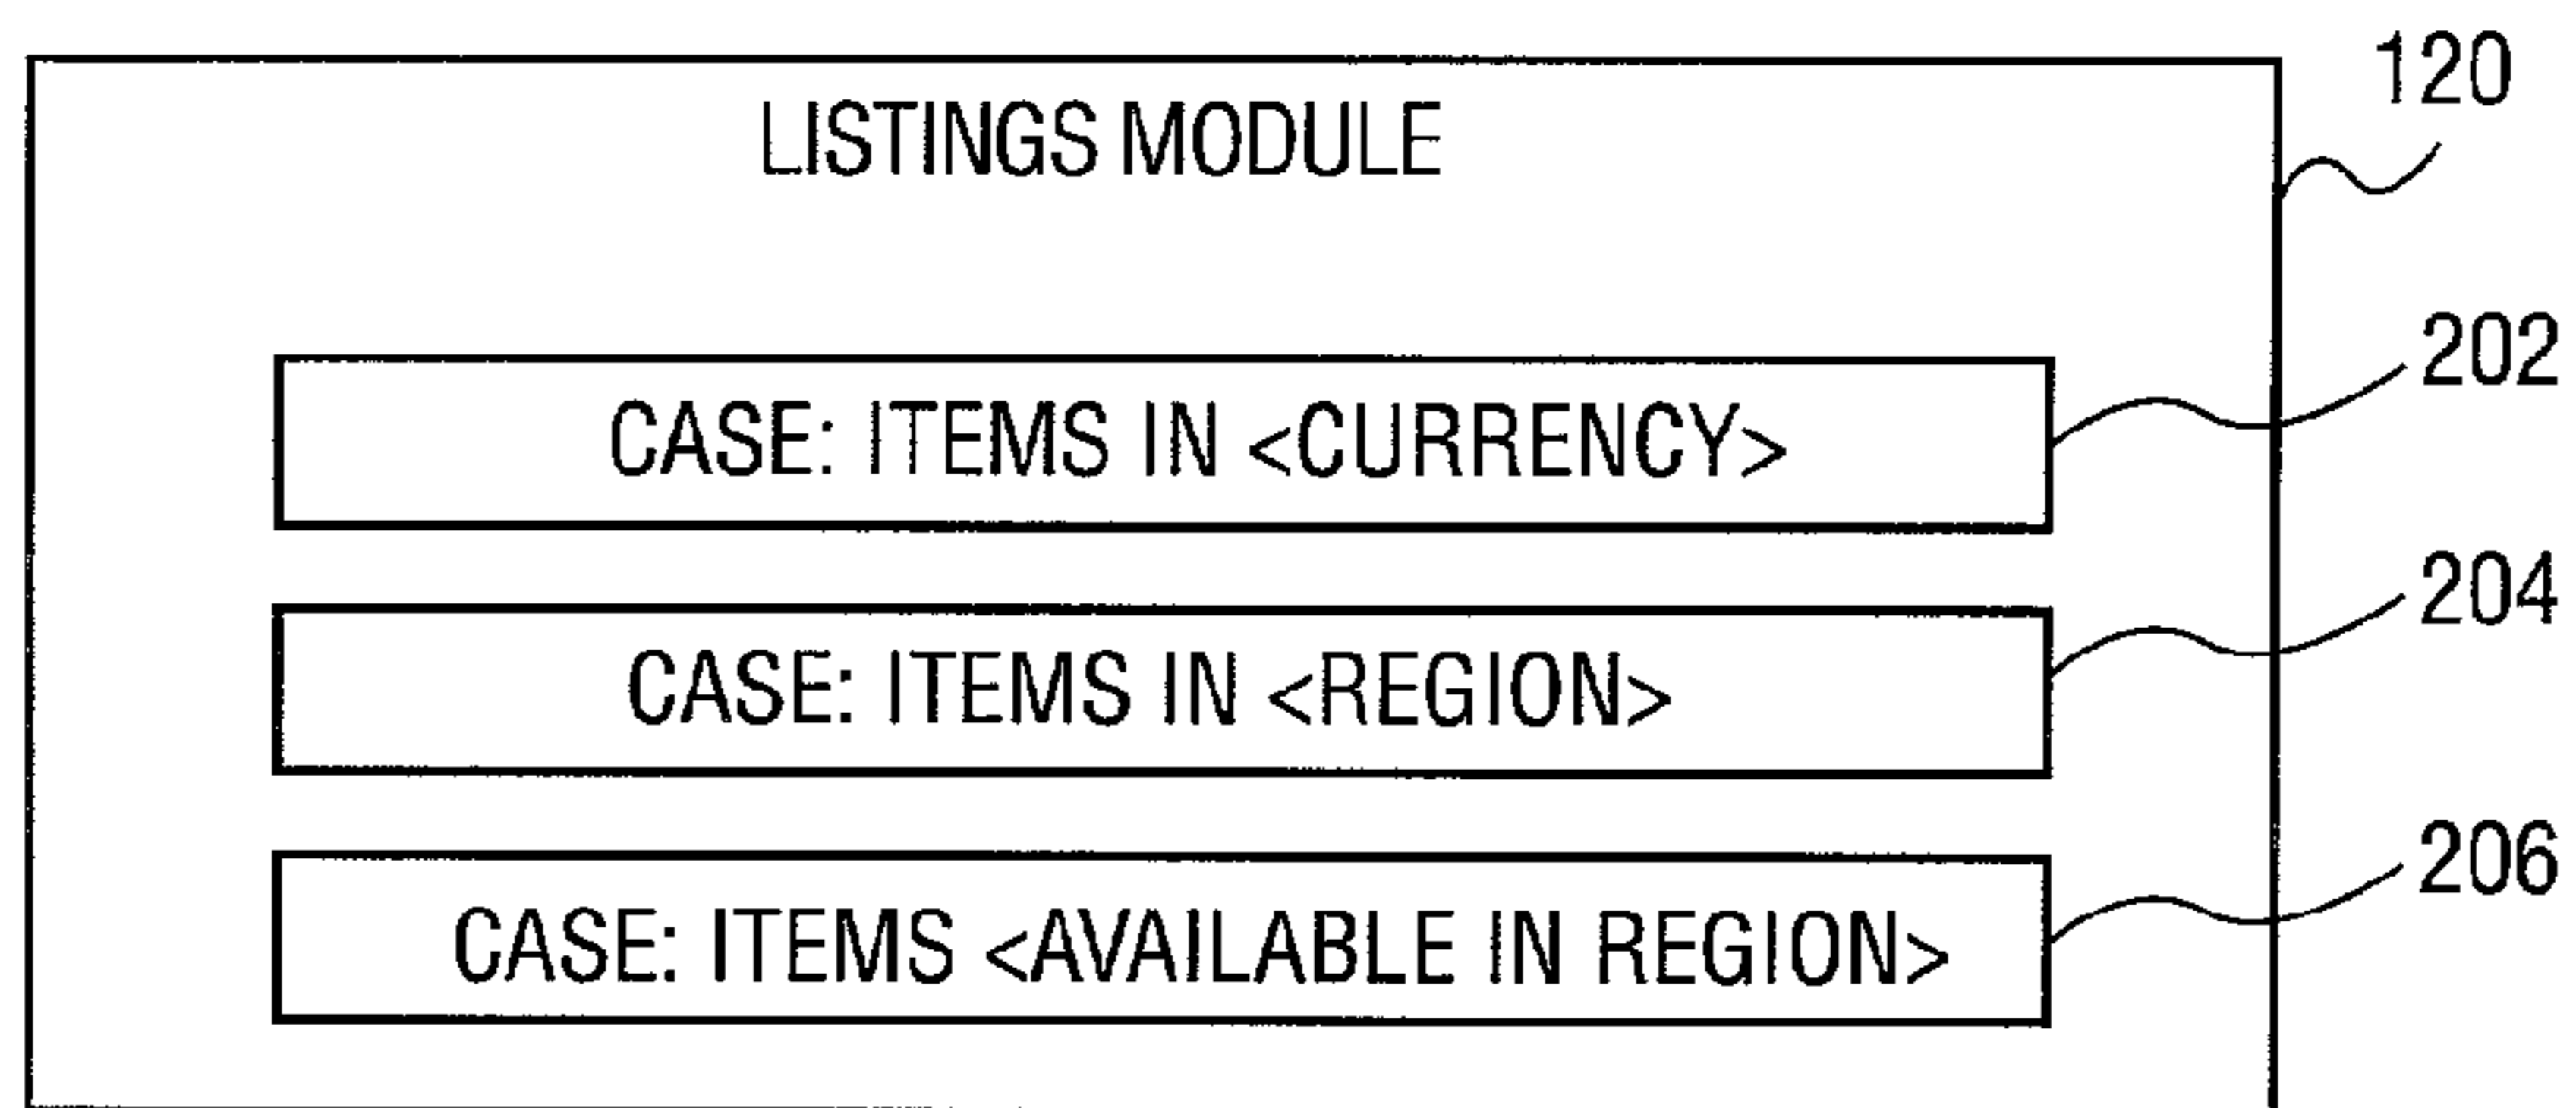 120
LISTINGS MODULE
CASE: ITEMS IN <CURRENCY>
202
CASE: ITEMS IN <REGION>
204
CASE: ITEMS <AVAILABLE IN REGION>
206